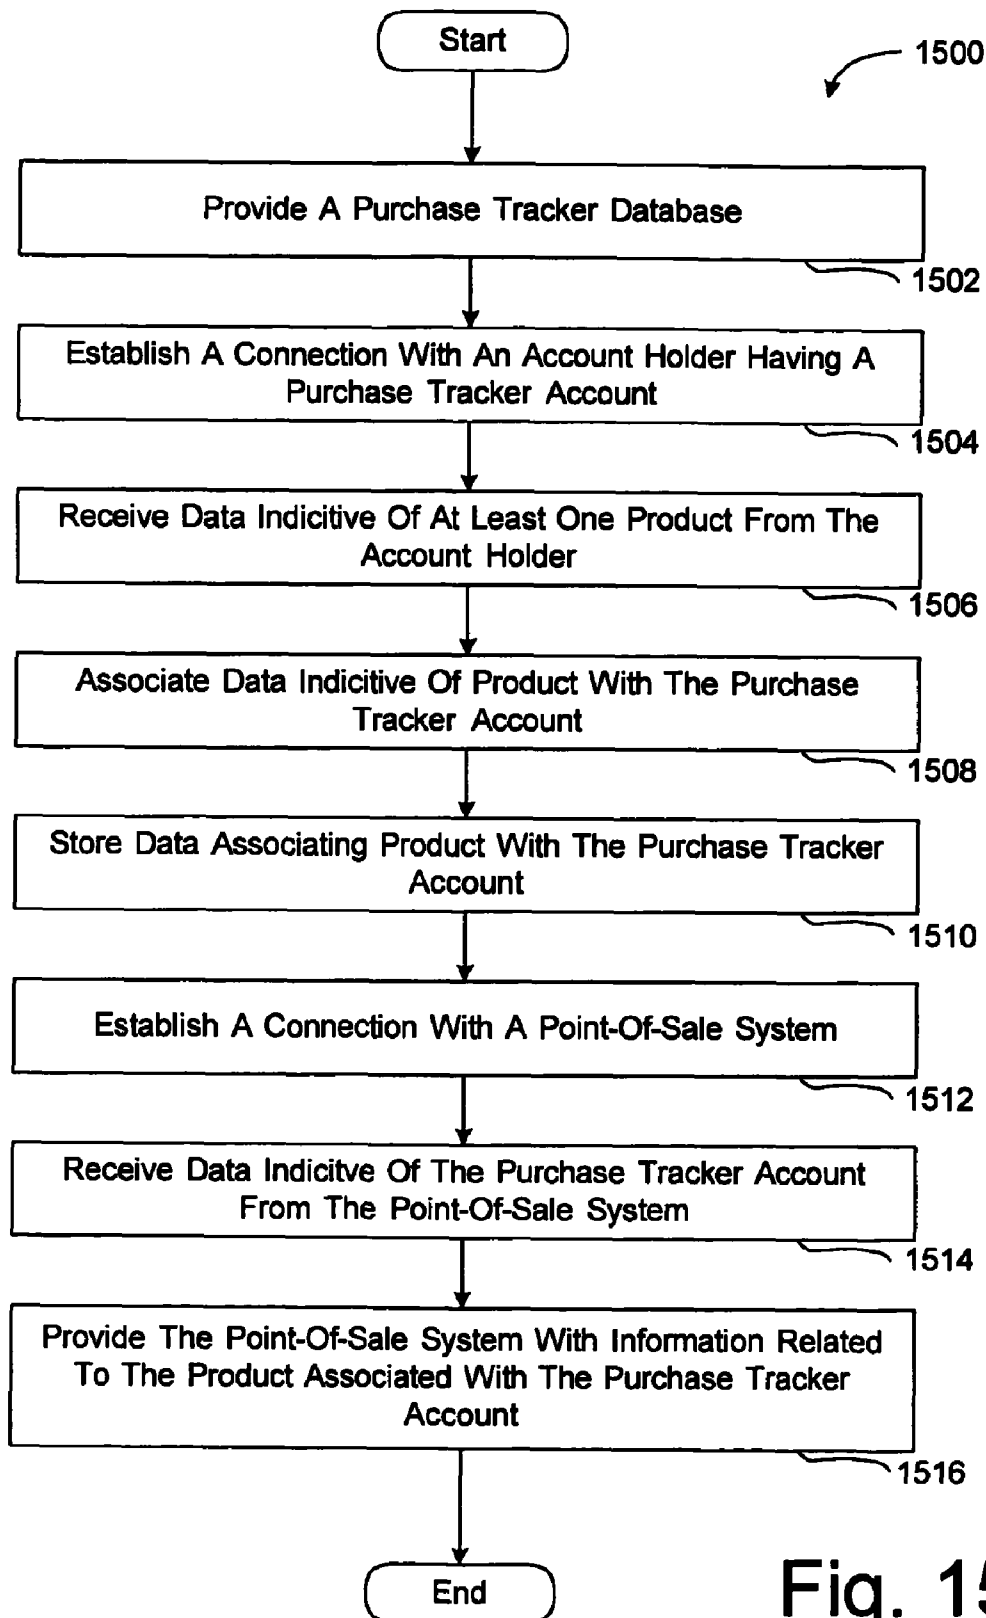 Start
1500
Provide A Purchase Tracker Database
1502
Establish A Connection With An Account Holder Having A
Purchase Tracker Account
1504
Receive Data Indicitive Of At Least One Product From The
Account Holder
1506
Associate Data Indicitive Of Product With The Purchase
Tracker Account
1508
Store Data Associating Product With The Purchase Tracker
Account
1510
Establish A Connection With A Point-Of-Sale System
1512
Receive Data Indicitve Of The Purchase Tracker Account
From The Point-Of-Sale System
1514
Provide The Point-Of-Sale System With Information Related
To The Product Associated With The Purchase Tracker
Account
1516
End
Fig. 15